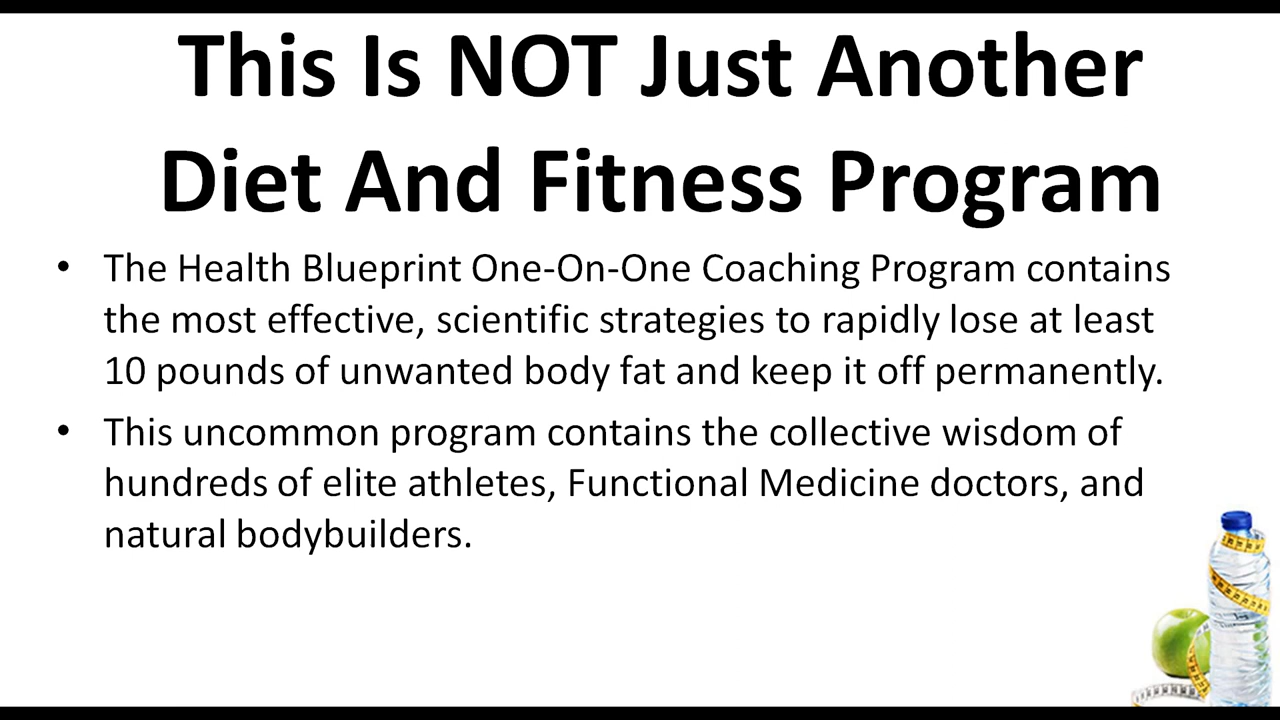 This Is NOT Just Another
Diet And Fitness Program
• The Health Blueprint One-On-One Coaching Program contains
the most effective, scientific strategies to rapidly lose at least
10 pounds of unwanted body fat and keep it off permanently.
• This uncommon program contains the collective wisdom of
hundreds of elite athletes, Functional Medicine doctors, and
natural bodybuilders.